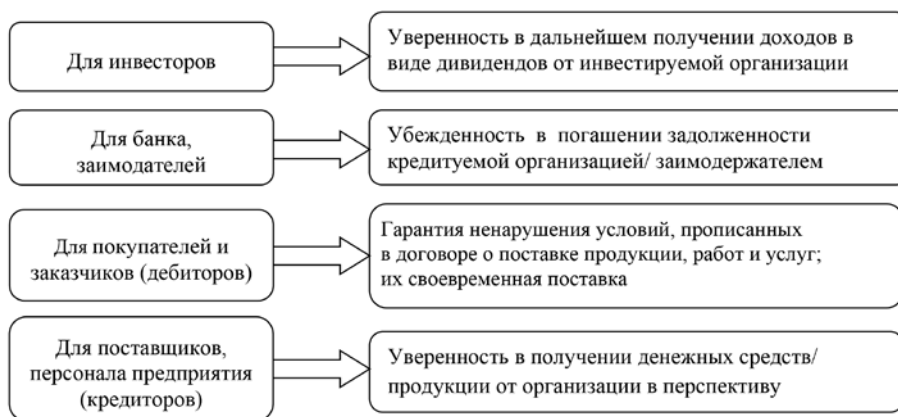 Для инвесторов
Уверенность в дальнейшем получении доходов в
виде дивидендов от инвестируемой организации
Для банка,
заимодателей
Убежденность в погашении задолженности
кредитуемой организацией/ заимодержателем
Для покупателей и
заказчиков (дебиторов)
Гарантия ненарушения условий, прописанных
в договоре о поставке продукции, работ и услуг;
их своевременная поставка
Для поставщиков,
персонала предприятия
(кредиторов)
Уверенность в получении денежных средств/
продукции от организации в перспективу